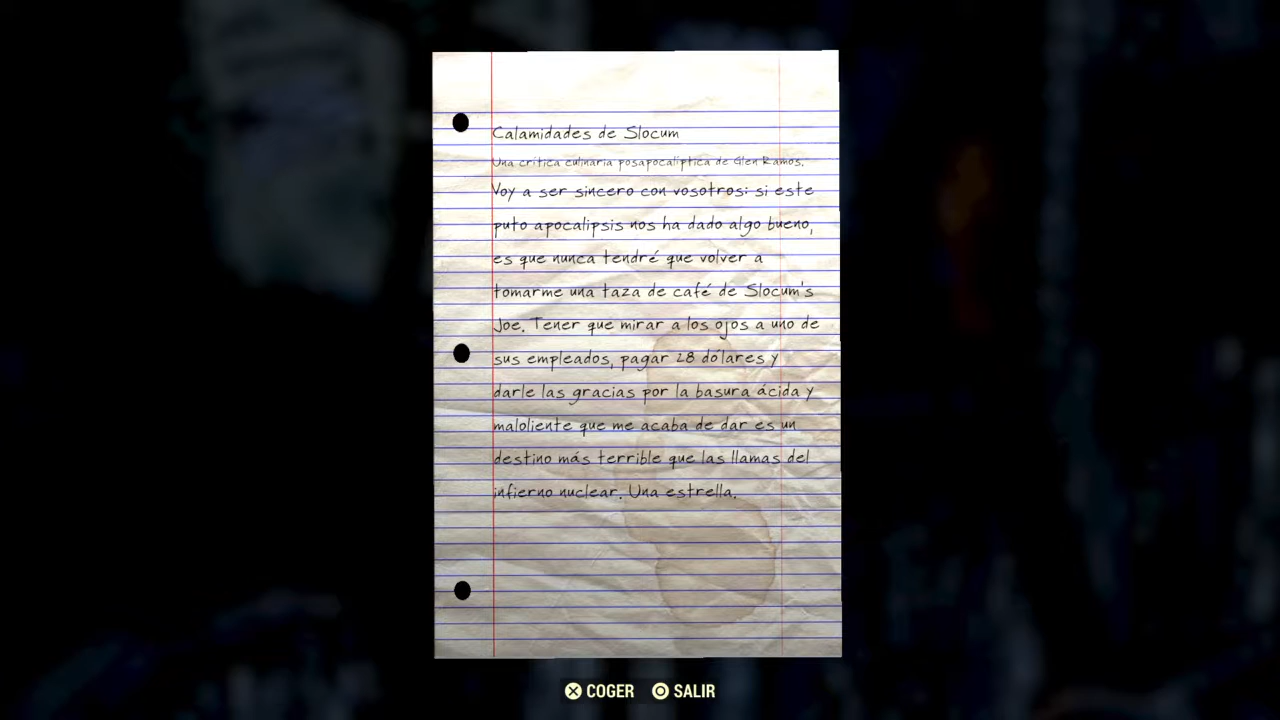 Calamidades de Slocum
Una crítica culinaria posapocalíptica de Glen Ramos.
Voy a ser sincero con vosotros: si este
puto apocalipsis nos ha dado algo bueno,
es que nunca tendré que volver a
tomarme una taza de café de Slocum's
Joe. Tener que mirar a los ojos a uno de
sus empleados, pagar 28 dólares y
darle las gracias por la basura ácida y
maloliente que me acaba de dar es un
destino más terrible que las llamas del
infierno nuclear. Una estrella.
COGER SALIR